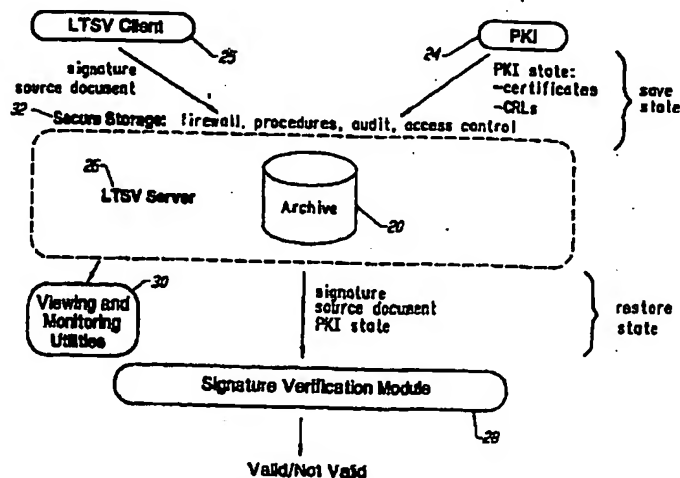 LTSV Client
25
PKI
24
signature
source document
PKI state:
-certificates
-CRLs
save
state
32
Secure Storage: firewall, procedures, audit, access control
26
LTSV Server
Archive
20
30
Viewing and
Monitoring
Utilities
signature
source document
PKI state
restore
state
Signature Verification Module
28
Valid/Not Valid